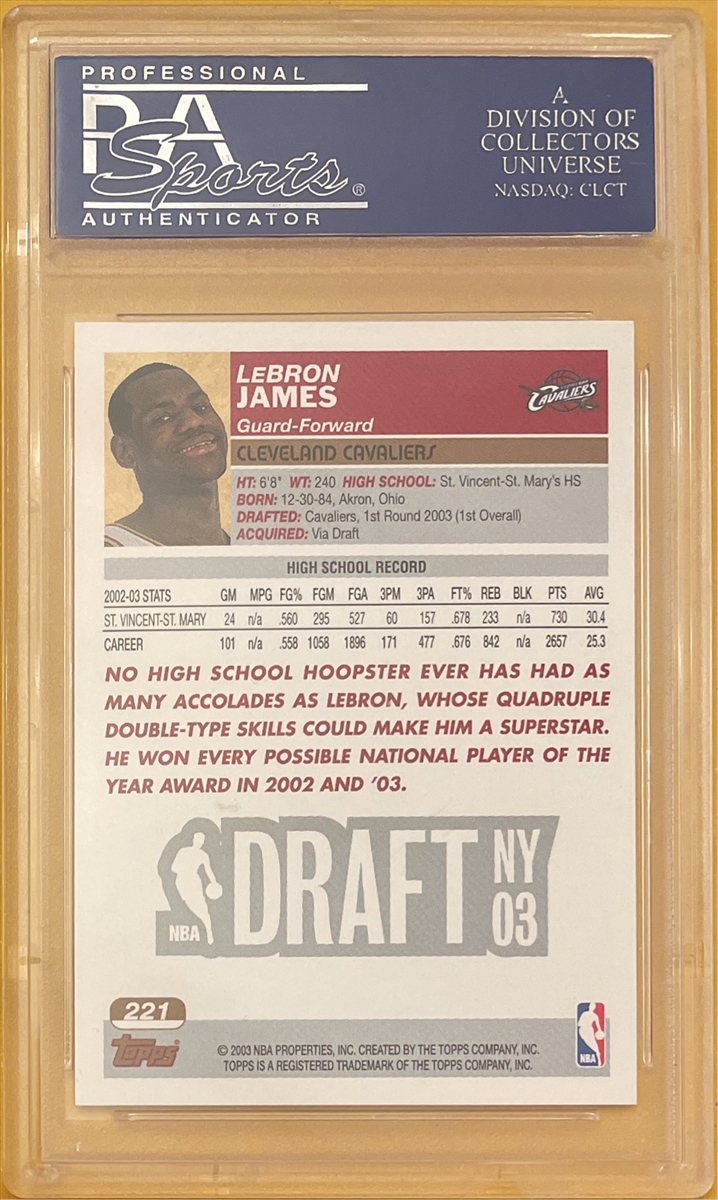 PROFESSIONAL
PSA
Sports®
AUTHENTICATOR
A
DIVISION OF
COLLECTORS
UNIVERSE
NASDAQ: CLCT
LEBRON
JAMES
Guard-Forward
CAVALIERS
CLEVELAND CAVALIERS
HT: 6'8" WT: 240 HIGH SCHOOL: St. Vincent-St. Mary's HS
BORN: 12-30-84, Akron, Ohio
DRAFTED: Cavaliers, 1st Round 2003 (1st Overall)
ACQUIRED: Via Draft
HIGH SCHOOL RECORD
2002-03 STATS GM MPG FG% FGM FGA 3PM 3PA FT% REB BLK PTS AVG
ST. VINCENT-ST. MARY 24 n/a .560 295 527 60 157 .678 233 n/a 730 30.4
CAREER 101 n/a .558 1058 1896 171 477 .676 842 n/a 2657 25.3
NO HIGH SCHOOL HOOPSTER EVER HAS HAD AS
MANY ACCOLADES AS LEBRON, WHOSE QUADRUPLE
DOUBLE-TYPE SKILLS COULD MAKE HIM A SUPERSTAR.
HE WON EVERY POSSIBLE NATIONAL PLAYER OF THE
YEAR AWARD IN 2002 AND '03.
NBA DRAFT NY
03
221
topps
© 2003 NBA PROPERTIES, INC. CREATED BY THE TOPPS COMPANY, INC.
TOPPS IS A REGISTERED TRADEMARK OF THE TOPPS COMPANY, INC.
NBA